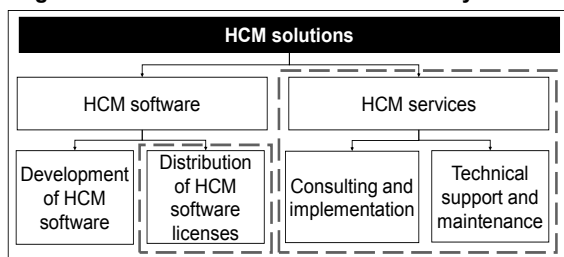 HCM solutions
HCM software
HCM services
Development
of HCM
software
Distribution
of HCM
software
licenses
Consulting and
implementation
Technical
support and
maintenance